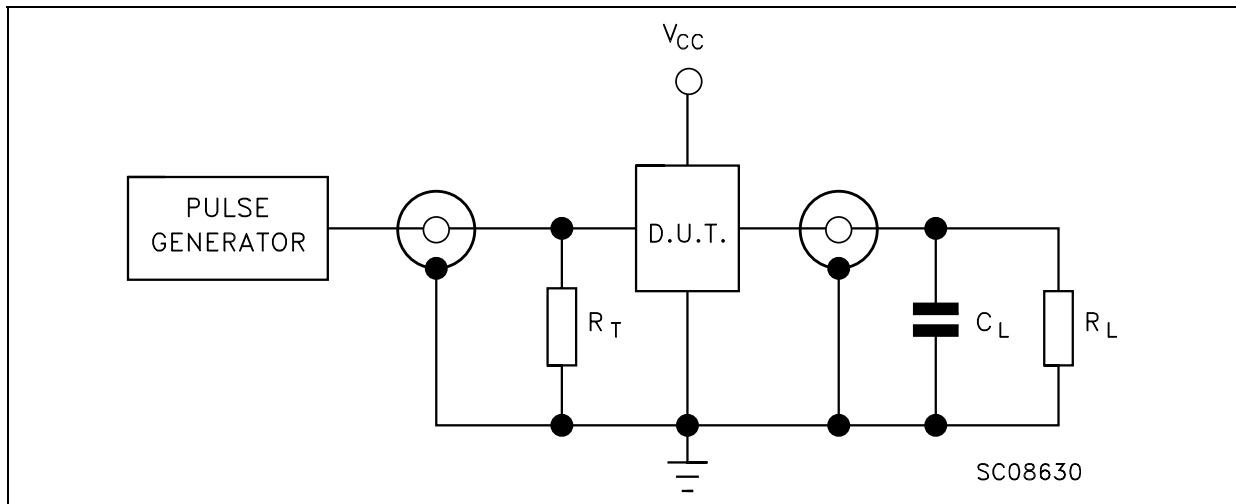 VCC
PULSE
GENERATOR
D.U.T.
RT
CL
RL
SC08630